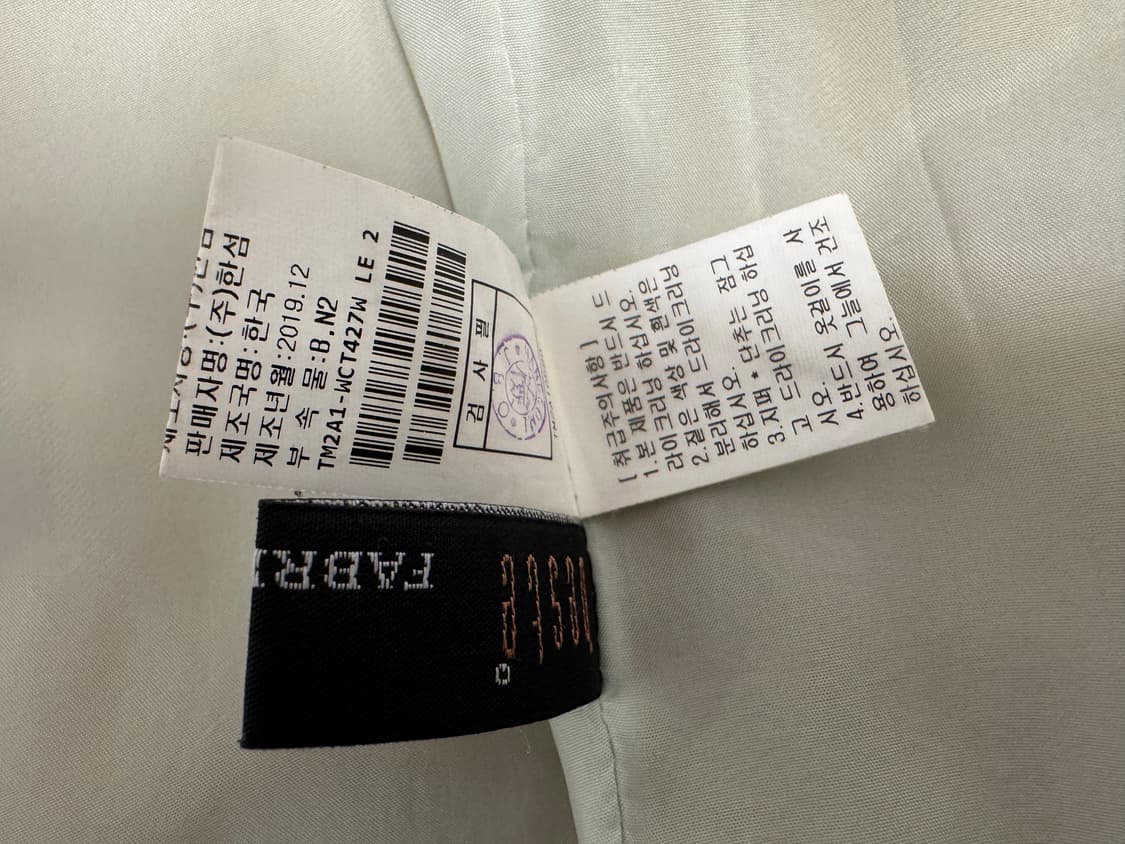 판매자명:(주)한섬
제조국명:한국
제조년월:2019.12
부 속 물:B.N2
TM2A1-WCT427W LE 2
검 사 필
[ 취급주의사항 ]
1.본 제품은 반드시 드
라이크리닝 하십시오.
2.짙은 색상 및 흰색은
분리해서 드라이크리닝
하십시오.
3.지퍼 * 단추는 잠그
고 드라이크리닝 하십
시오.
4.반드시 옷걸이를 사
용하여 그늘에서 건조
하십시오.
FABRI